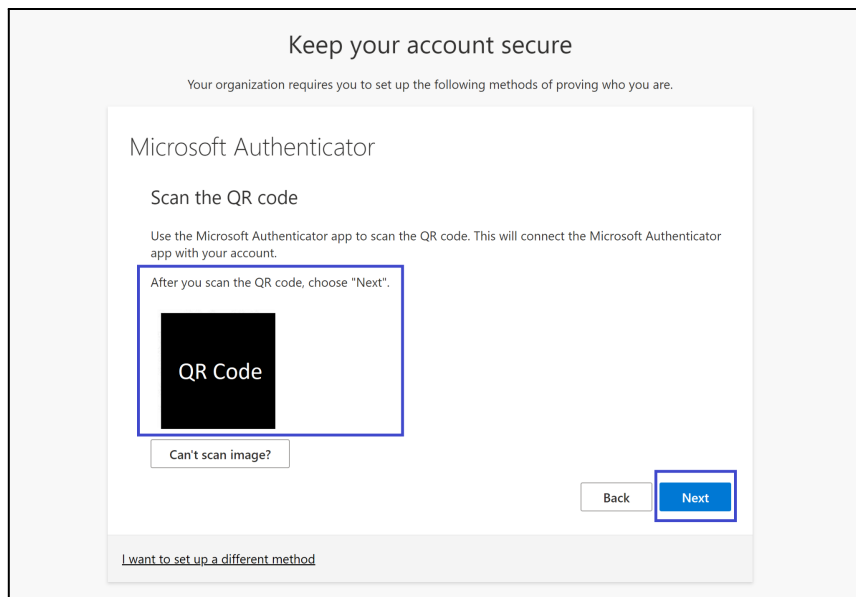 Keep your account secure
Your organization requires you to set up the following methods of proving who you are.
Microsoft Authenticator
Scan the QR code
Use the Microsoft Authenticator app to scan the QR code. This will connect the Microsoft Authenticator
app with your account.
After you scan the QR code, choose "Next".
QR Code
Can't scan image?
Back
Next
I want to set up a different method